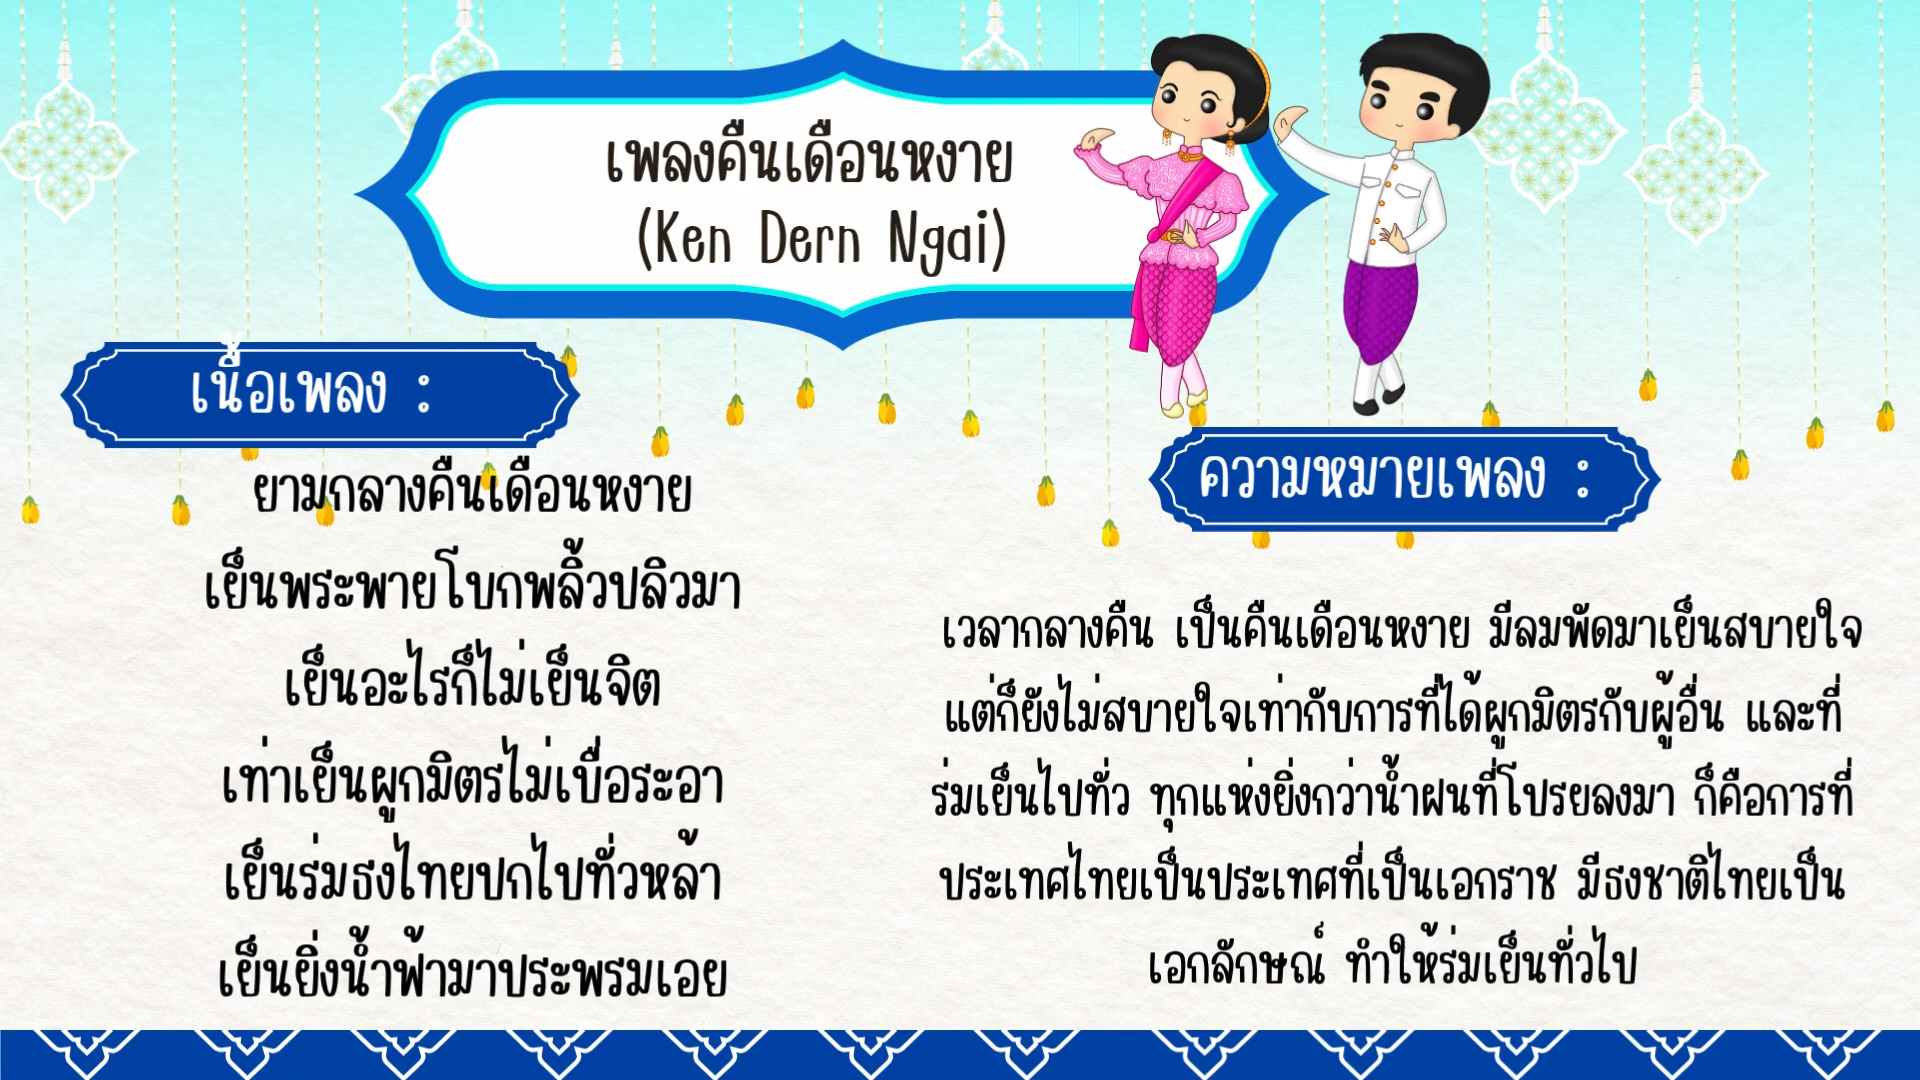 เพลงคืนเดือนหงาย
(Ken Dern Ngai)
เนื้อเพลง :
ยามกลางคืนเดือนหงาย
เย็นพระพายโบกพลิ้วปลิวมา
เย็นอะไรก็ไม่เย็นจิต
เท่าเย็นผูกมิตรไม่เบื่อระอา
เย็นร่มธงไทยปกไปทั่วหล้า
เย็นยิ่งน้ำฟ้ามาประพรมเอย
ความหมายเพลง :
เวลากลางคืน เป็นคืนเดือนหงาย มีลมพัดมาเย็นสบายใจ
แต่ก็ยังไม่สบายใจเท่ากับการที่ได้ผูกมิตรกับผู้อื่น และที่
ร่มเย็นไปทั่ว ทุกแห่งยิ่งกว่าน้ำฝนที่โปรยลงมา ก็คือการที่
ประเทศไทยเป็นประเทศที่เป็นเอกราช มีธงชาติไทยเป็น
เอกลักษณ์ ทำให้ร่มเย็นทั่วไป